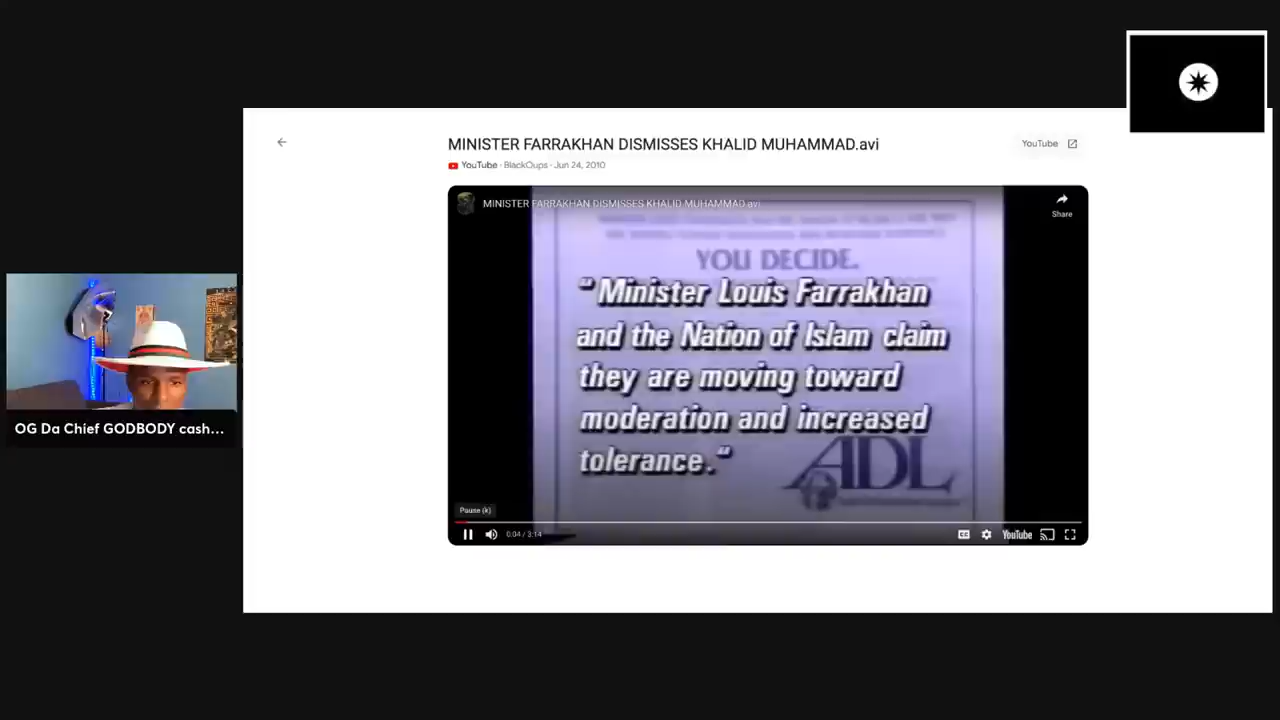 MINISTER FARRAKHAN DISMISSES KHALID MUHAMMAD.avi
YouTube
YouTube · BlackOups · Jun 24, 2010
MINISTER FARRAKHAN DISMISSES KHALID MUHAMMAD.avi
Share
YOU DECIDE.
"Minister Louis Farrakhan
and the Nation of Islam claim
they are moving toward
moderation and increased
tolerance."
ADL
OG Da Chief GODBODY cash...
Pause (k)
0:04 / 3:14
CC
YouTube